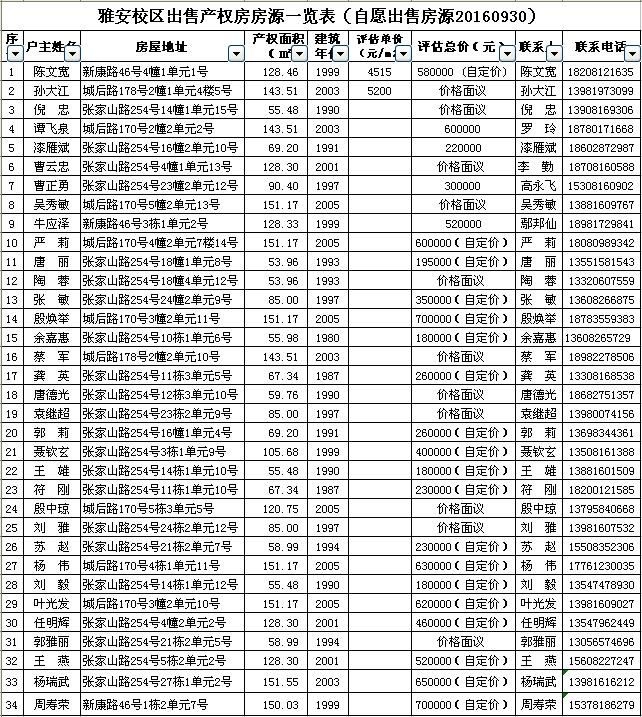 雅安校区出售产权房房源一览表（自愿出售房源20160930）
序 户主姓名 房屋地址 产权面积（㎡ 建筑年 评估单价（元/m 评估总价（元） 联系 联系电话
1 陈文宽 新康路46号4幢1单元1号 128.46 1999 4515 580000（自定价） 陈文宽 18208121635
2 孙大江 城后路178号2幢1单元4楼5号 143.51 2003 5200 价格面议 孙大江 13981973099
3 倪忠 张家山路254号14幢1单元15号 55.48 1990 价格面议 倪忠 13908169306
4 谭飞泉 城后路170号2幢2单元2号 143.51 2003 600000 罗玲 18780171668
5 漆雁斌 张家山路254号16幢2单元10号 69.20 1991 220000 漆雁斌 18602872987
6 曹云忠 张家山路254号4幢1单元13号 128.30 2001 价格面议 李勤 18708160588
7 曹正勇 张家山路254号23幢2单元12号 90.40 1997 300000 高永飞 15308160902
8 吴秀敏 城后路170号5幢2单元13号 151.17 2005 价格面议 吴秀敏 13881609767
9 牛应泽 新康路46号3栋1单元2号 128.33 1999 520000 鄢邦仙 18981729841
10 严莉 城后路170号4幢2单元7楼14号 151.17 2005 600000（自定价） 严莉 18080989342
11 唐丽 张家山路254号18幢1单元8号 53.96 1993 195000（自定价） 唐丽 13551581543
12 陶蓉 张家山路254号18幢4单元12号 53.96 1993 价格面议 陶蓉 13320607559
13 张敏 张家山路254号24幢2单元9号 85.00 1997 350000（自定价） 张敏 13608266875
14 殷焕举 城后路170号3幢2单元11号 151.17 2005 700000（自定价） 殷焕举 18783559383
15 余嘉惠 张家山路254号10栋1单元6号 55.98 1980 180000（自定价） 余嘉惠 13608265729
16 蔡军 城后路178号2幢2单元10号 143.51 2003 价格面议 蔡军 18982278506
17 龚英 张家山路254号11栋3单元5号 67.34 1987 260000（自定价） 龚英 13308168538
18 唐德光 张家山路254号12栋3单元10号 59.76 1990 价格面议 唐德光 18682751357
19 袁继超 张家山路254号23栋2单元9号 85.00 1997 价格面议 袁继超 13980074156
20 郭莉 张家山路254号16幢1单元4号 69.20 1991 260000（自定价） 郭莉 13698344361
21 聂钦玄 张家山路254号3栋1单元9号 105.68 1999 400000（自定价） 聂钦玄 13508161388
22 王雄 张家山路254号14栋1单元10号 55.48 1990 180000（自定价） 王雄 13881601509
23 符刚 张家山路254号11栋1单元10号 67.34 1987 230000（自定价） 符刚 18200121585
24 殷中琼 城后路170号5栋3单元5号 120.75 2005 价格面议 殷中琼 13795840668
25 刘雅 张家山路254号24栋2单元12号 85.00 1997 价格面议 刘雅 13981607532
26 苏赵 张家山路254号21栋2单元7号 58.99 1994 230000（自定价） 苏赵 15508352306
27 杨伟 城后路170号4栋1单元11号 151.17 2005 630000（自定价） 杨伟 17761230035
28 刘毅 张家山路254号14栋1单元12号 55.48 1990 180000（自定价） 刘毅 13547478930
29 叶光发 城后路170号3幢2单元10号 151.17 2005 620000（自定价） 叶光发 13981609027
30 任明辉 张家山路254号4幢2单元2号 128.30 2001 460000（自定价） 任明辉 13547962449
31 郭雅丽 张家山路254号21栋2单元5号 58.99 1994 价格面议 郭雅丽 13056574696
32 王燕 张家山路254号5栋2单元2号 128.30 2001 520000（自定价） 王燕 15608227247
33 杨瑞武 张家山路254号27栋1单元2号 151.55 2003 650000（自定价） 杨瑞武 13981616212
34 周寿荣 新康路46号1栋2单元7号 150.03 1999 700000（自定价） 周寿荣 15378186279